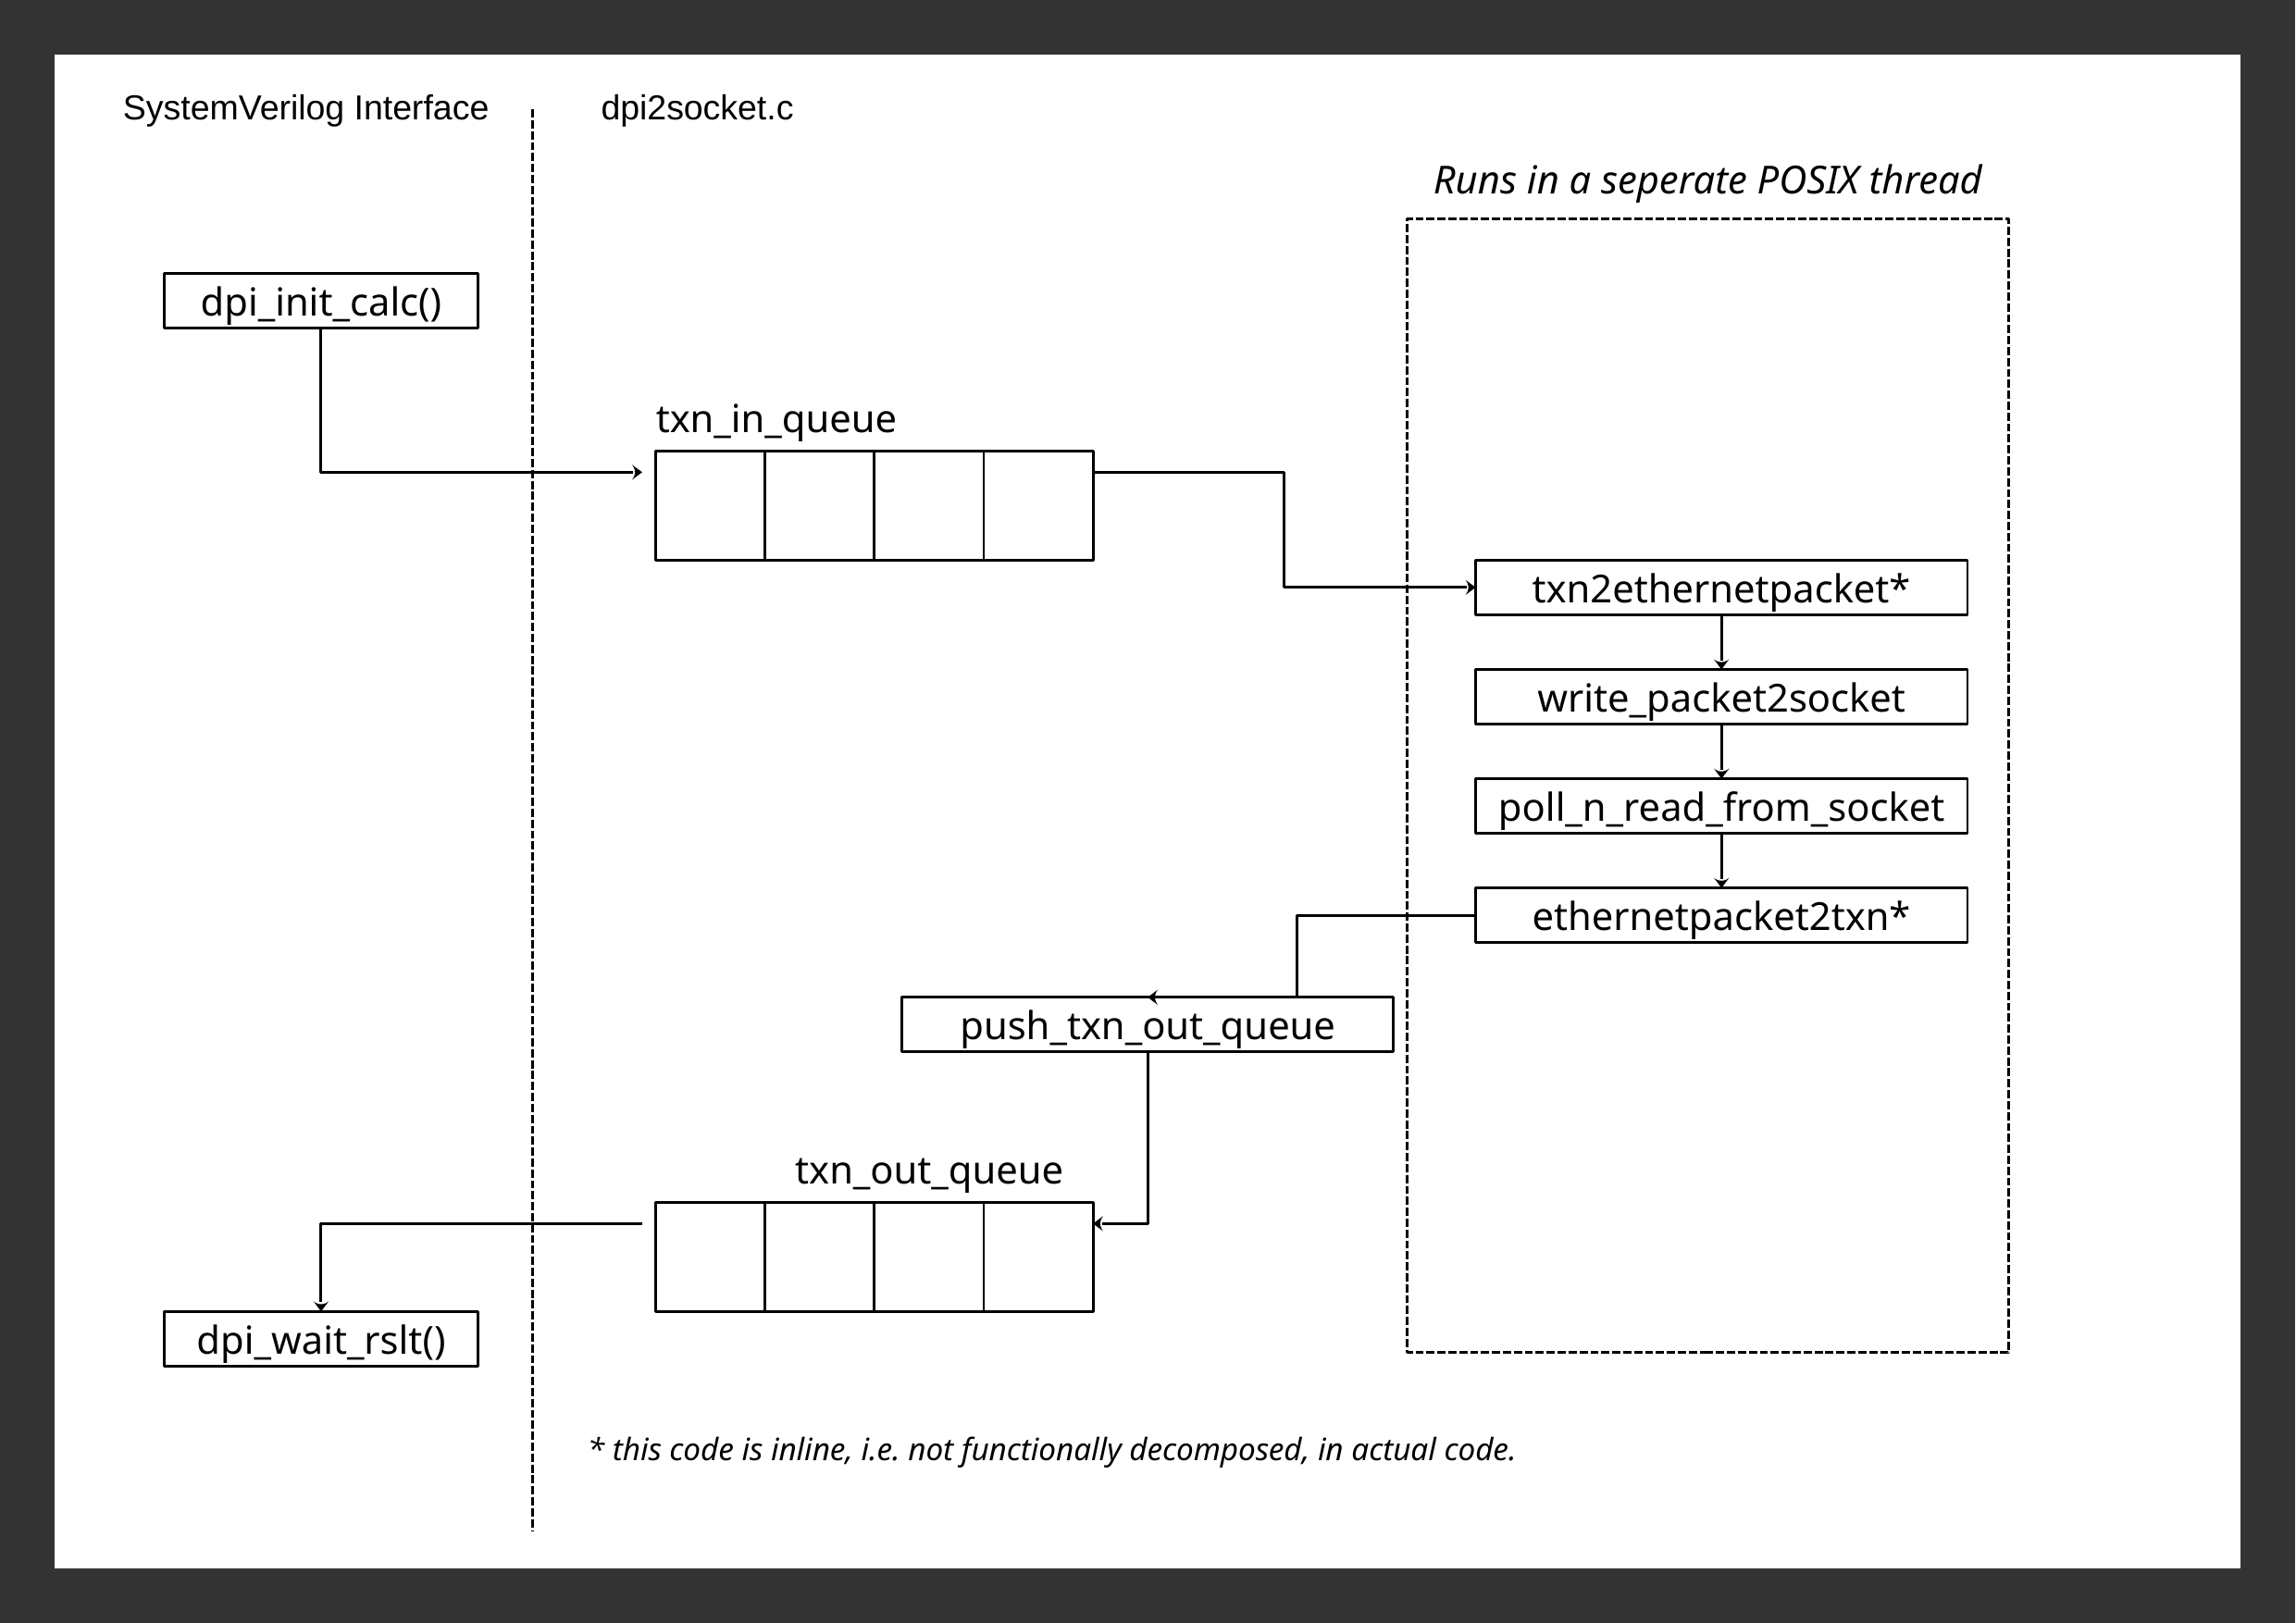 SystemVerilog Interface
dpi2socket.c
Runs in a seperate POSIX thread
dpi_init_calc()
txn_in_queue
txn2ethernetpacket*
write_packet2socket
poll_n_read_from_socket
ethernetpacket2txn*
push_txn_out_queue
txn_out_queue
dpi_wait_rslt()
* this code is inline, i.e. not functionally decomposed, in actual code.